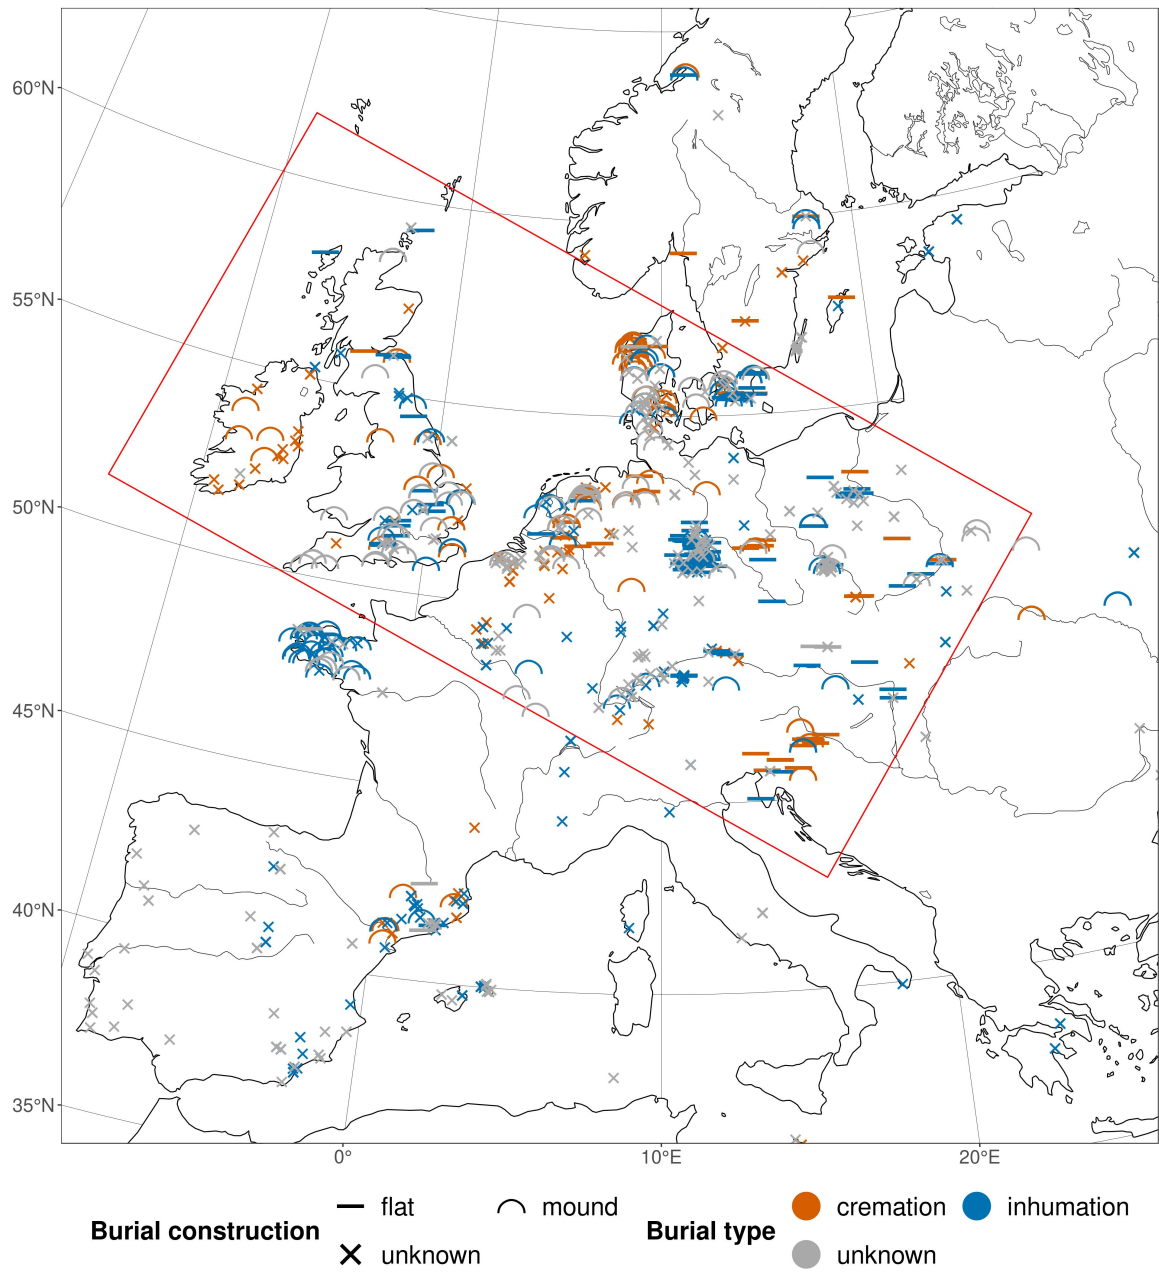 60°N
55°N
50°N
45°N
40°N
35°N
0°
10°E
20°E
Burial construction
flat
mound
unknown
Burial type
cremation
inhumation
unknown